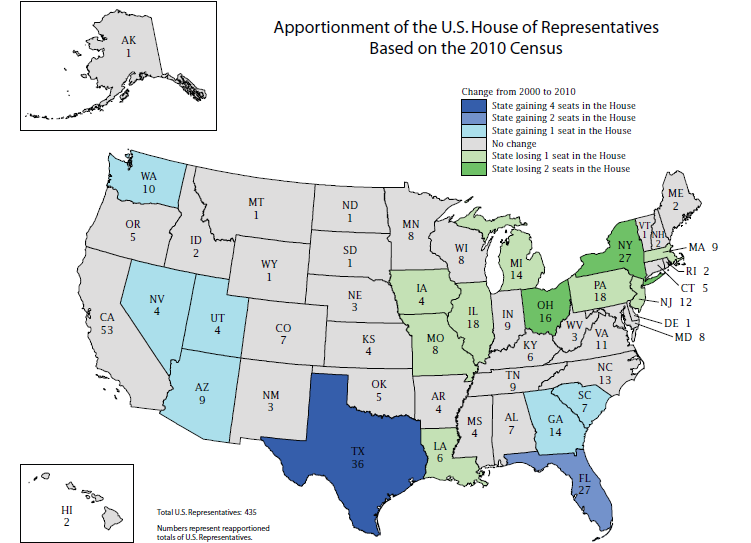 Apportionment of the U.S. House of Representatives
Based on the 2010 Census
Change from 2000 to 2010
State gaining 4 seats in the House
State gaining 2 seats in the House
State gaining 1 seat in the House
No change
State losing 1 seat in the House
State losing 2 seats in the House
AK
1
WA
10
OR
5
ID
2
MT
1
ND
1
MN
8
WI
8
MI
14
NY
27
VT
1
NH
2
ME
2
MA 9
RI 2
CT 5
NJ 12
DE 1
MD 8
SD
1
WY
1
NV
4
UT
4
CA
53
CO
7
NE
3
IA
4
IL
18
IN
9
OH
16
PA
18
WV
3
VA
11
KS
4
MO
8
KY
6
NC
13
TN
9
SC
7
AZ
9
NM
3
OK
5
AR
4
MS
4
AL
7
GA
14
TX
36
LA
6
FL
27
HI
2
Total U.S. Representatives: 435
Numbers represent reapportioned
totals of U.S. Representatives.